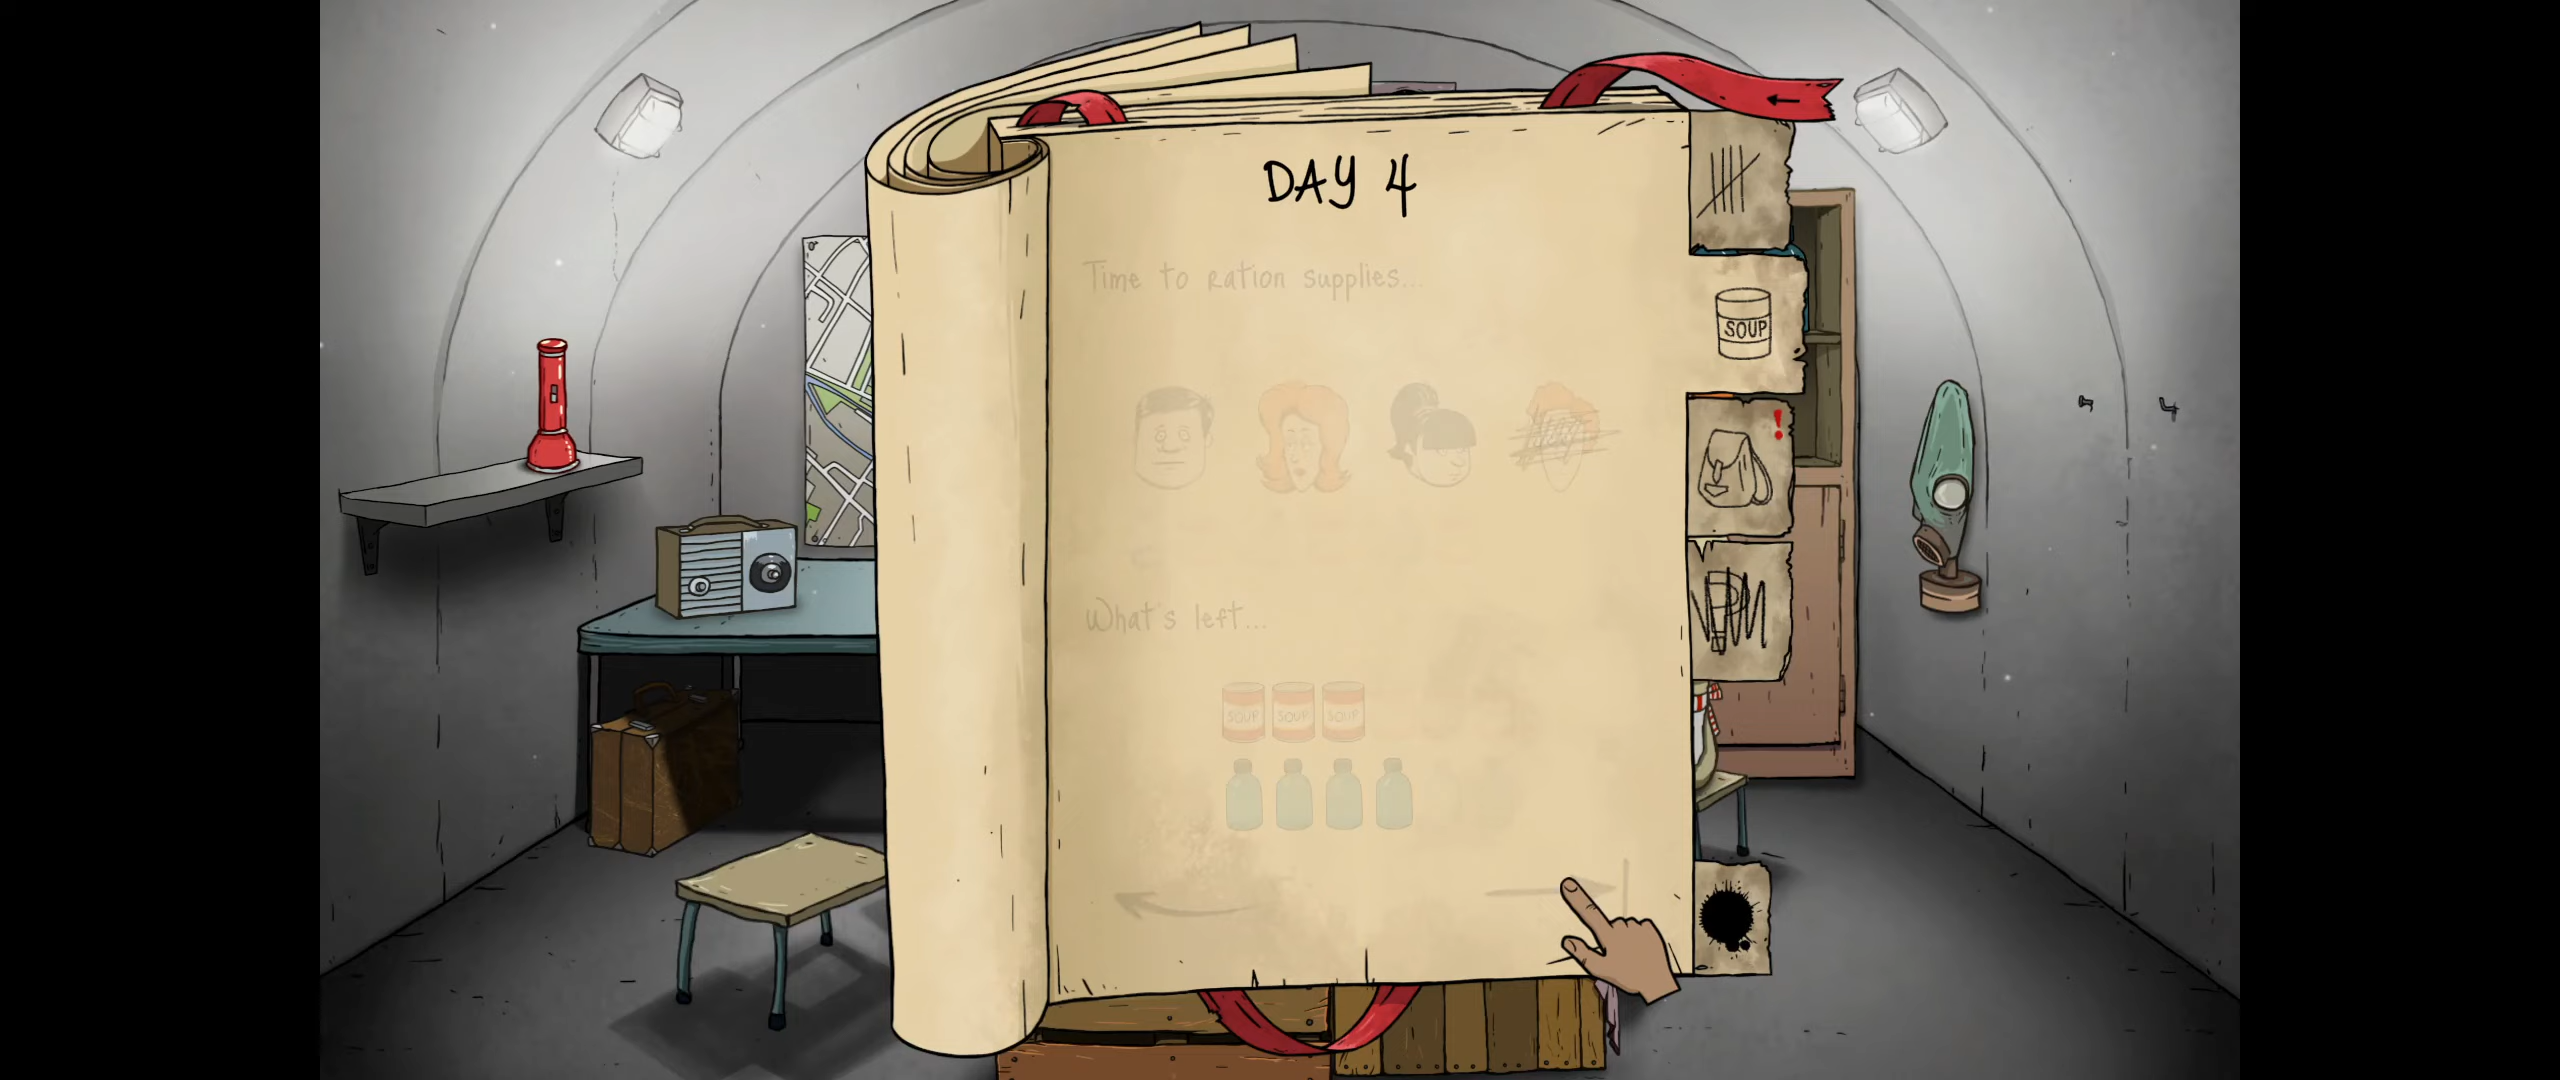 DAY 4
Time to ration supplies...
SOUP
What's left...
SOUP SOUP SOUP